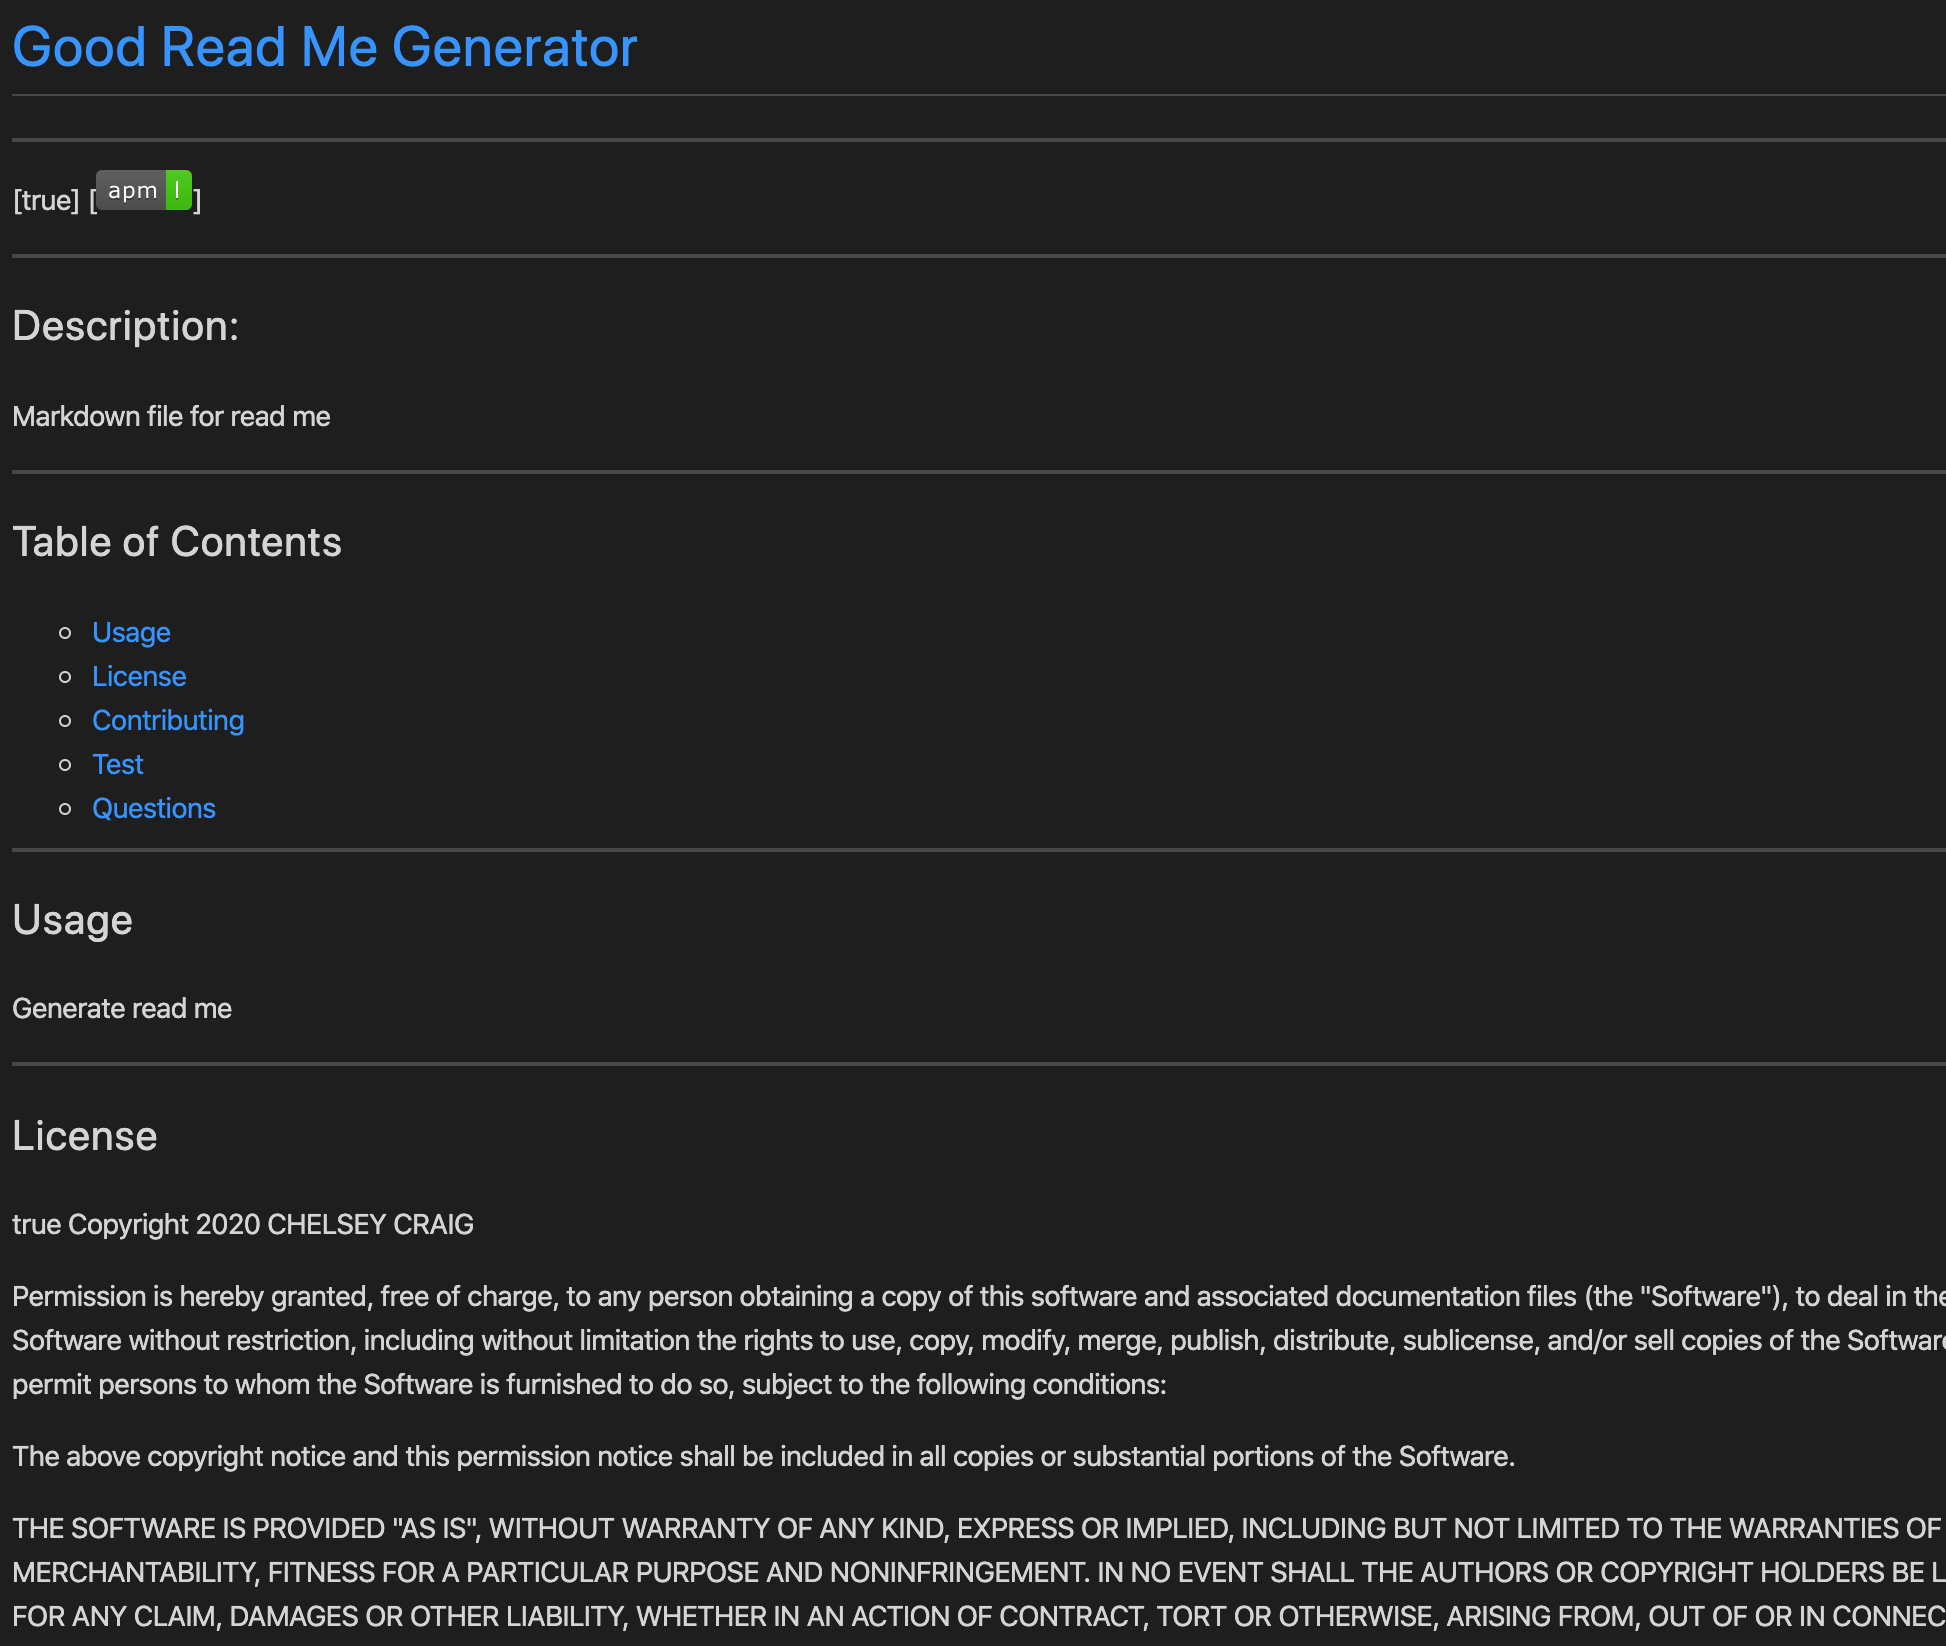 Good Read Me Generator
[true] [apm l]
Description:
Markdown file for read me
Table of Contents
Usage
License
Contributing
Test
Questions
Usage
Generate read me
License
true Copyright 2020 CHELSEY CRAIG
Permission is hereby granted, free of charge, to any person obtaining a copy of this software and associated documentation files (the "Software"), to deal in the
Software without restriction, including without limitation the rights to use, copy, modify, merge, publish, distribute, sublicense, and/or sell copies of the Software
permit persons to whom the Software is furnished to do so, subject to the following conditions:
The above copyright notice and this permission notice shall be included in all copies or substantial portions of the Software.
THE SOFTWARE IS PROVIDED "AS IS", WITHOUT WARRANTY OF ANY KIND, EXPRESS OR IMPLIED, INCLUDING BUT NOT LIMITED TO THE WARRANTIES OF
MERCHANTABILITY, FITNESS FOR A PARTICULAR PURPOSE AND NONINFRINGEMENT. IN NO EVENT SHALL THE AUTHORS OR COPYRIGHT HOLDERS BE L
FOR ANY CLAIM, DAMAGES OR OTHER LIABILITY, WHETHER IN AN ACTION OF CONTRACT, TORT OR OTHERWISE, ARISING FROM, OUT OF OR IN CONNEC